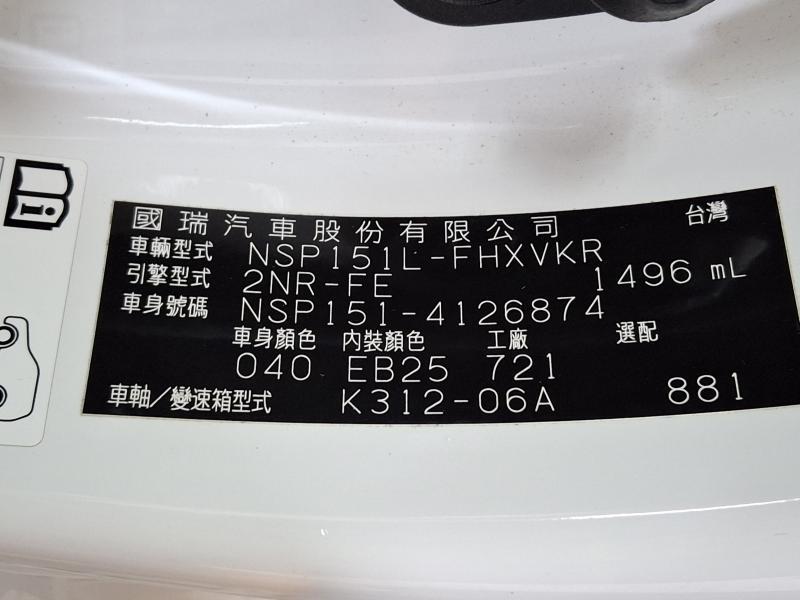 國瑞汽車股份有限公司 台灣
車輛型式 NSP151L-FHXVKR
引擎型式 2NR-FE 1496 mL
車身號碼 NSP151-4126874
車身顏色 內裝顏色 工廠 選配
040 EB25 721
車軸/變速箱型式 K312-06A 881